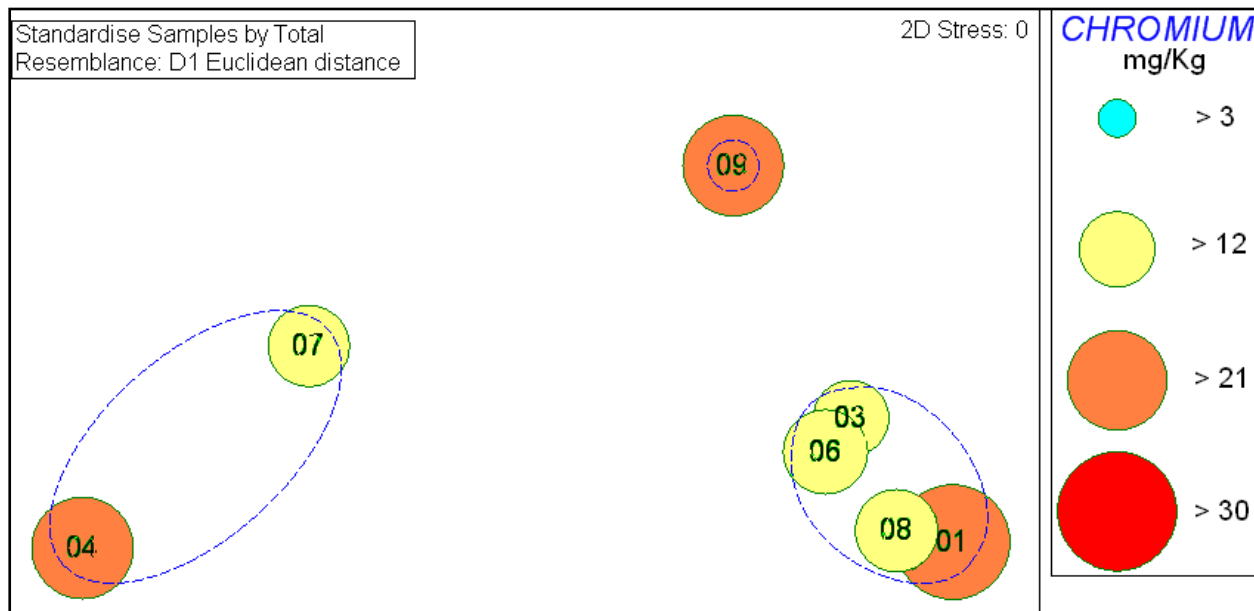 Standardise Samples by Total
Resemblance: D1 Euclidean distance
2D Stress: 0
09
07
03
06
08
01
04
CHROMIUM
mg/Kg
> 3
> 12
> 21
> 30